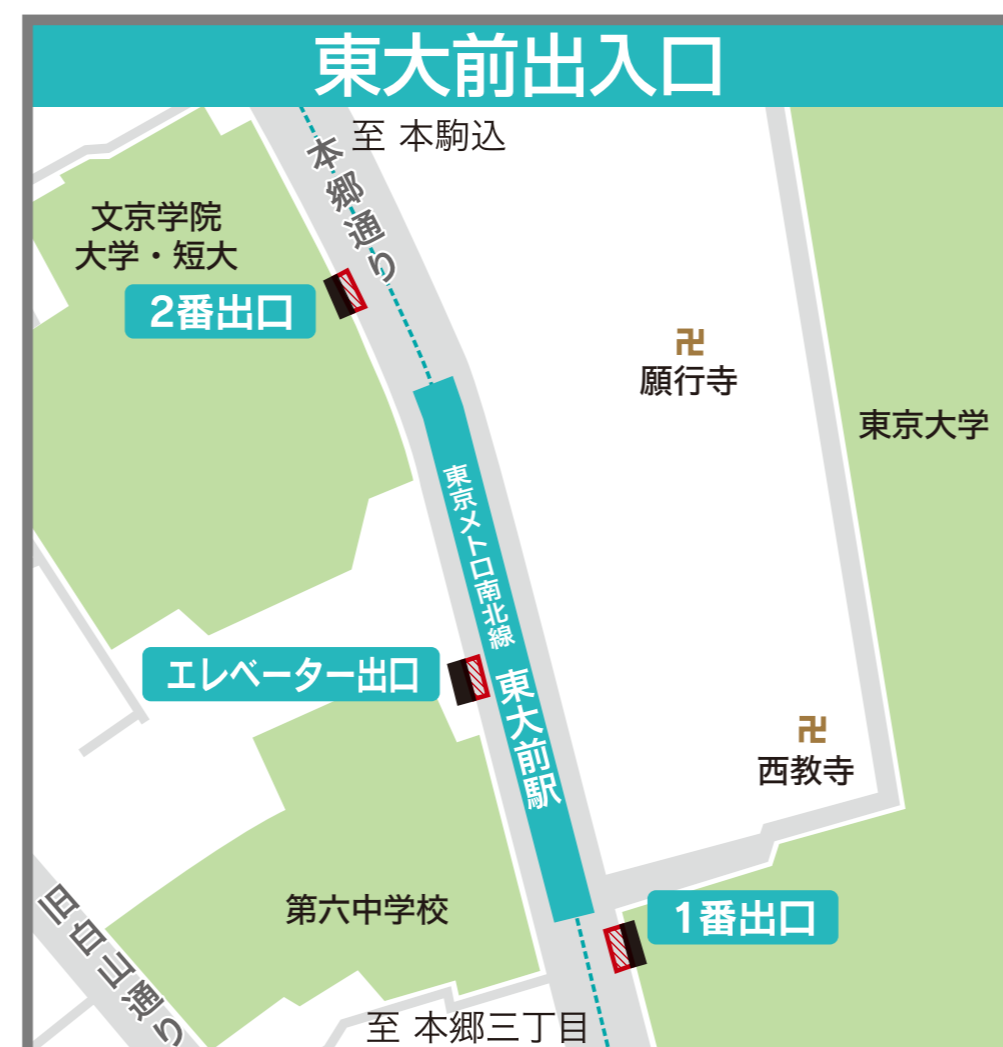 東大前出入口
至 本駒込
本郷通り
文京学院
大学・短大
2番出口
願行寺
東京大学
東京メトロ南北線 東大前駅
エレベーター出口
西教寺
第六中学校
1番出口
旧白山通り
至 本郷三丁目